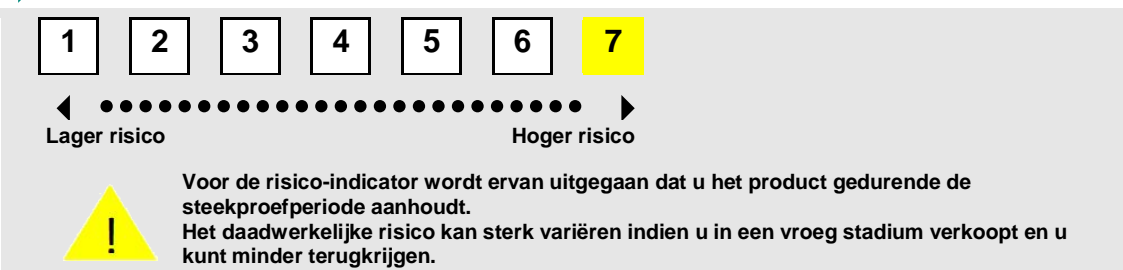 1 2 3 4 5 6 7
Lager risico Hoger risico
Voor de risico-indicator wordt ervan uitgegaan dat u het product gedurende de
steekproefperiode aanhoudt.
Het daadwerkelijke risico kan sterk variëren indien u in een vroeg stadium verkoopt en u
!
kunt minder terugkrijgen.